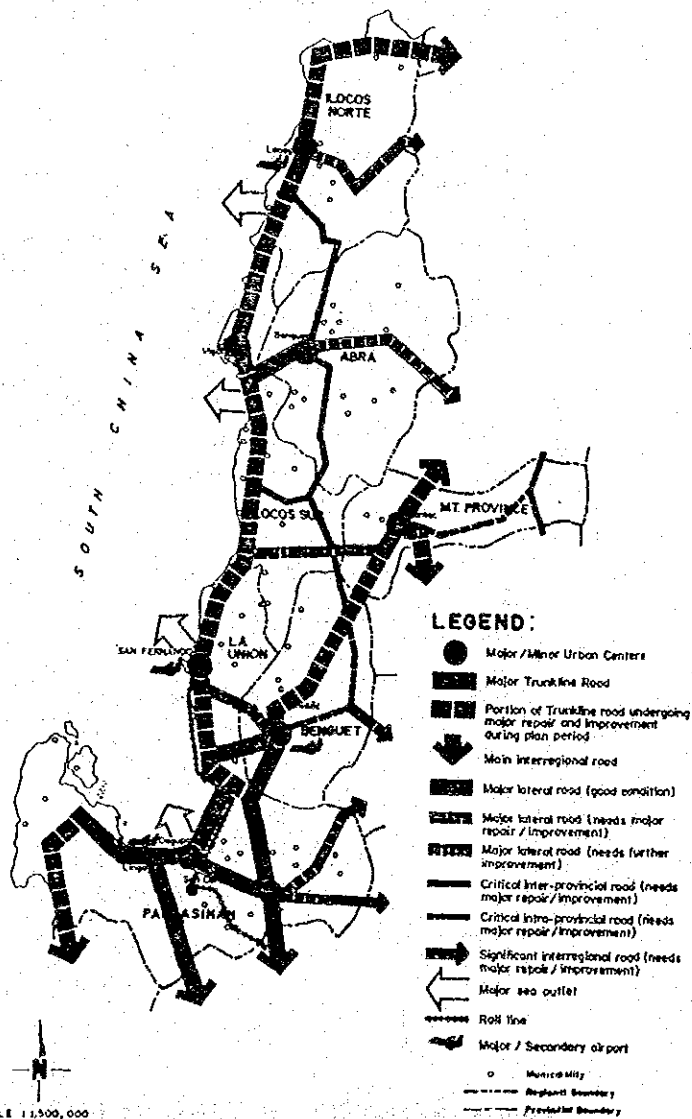 ILOCOS
NORTE
SOUTH CHINA SEA
ABRA
MT. PROVINCE
SAN FERNANDO
LA
UNION
BENGUET
LEGEND:
Major/Minor Urban Centers
Major Trunkline Road
Portion of Trunkline road undergoing
major repair and improvement
during plan period
Main interregional road
Major lateral road (good condition)
Major lateral road (needs major
repair/improvement)
Major lateral road (needs further
improvement)
Critical inter-provincial road (needs
major repair/improvement)
Critical intra-provincial road (needs
major repair/improvement)
Significant interregional road (needs
major repair/improvement)
Major sea outlet
Rail line
Major / Secondary airport
Municipality
Regional Boundary
Provincial Boundary
N